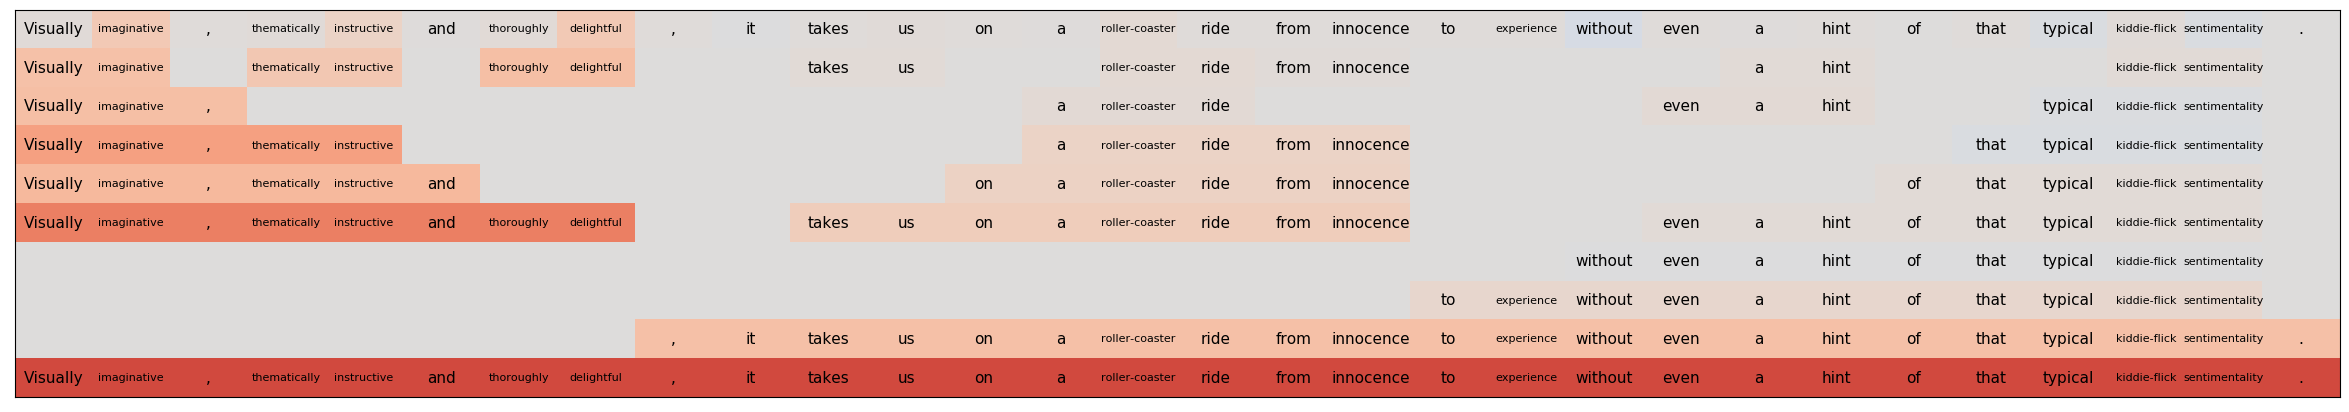 Visually imaginative , thematically instructive and thoroughly delightful , it takes us on a roller-coaster ride from innocence to experience without even a hint of that typical kiddie-flick sentimentality .
Visually imaginative thematically instructive thoroughly delightful takes us roller-coaster ride from innocence a hint kiddie-flick sentimentality
Visually imaginative , a roller-coaster ride even a hint typical kiddie-flick sentimentality
Visually imaginative , thematically instructive a roller-coaster ride from innocence that typical kiddie-flick sentimentality
Visually imaginative , thematically instructive and on a roller-coaster ride from innocence of that typical kiddie-flick sentimentality
Visually imaginative , thematically instructive and thoroughly delightful takes us on a roller-coaster ride from innocence even a hint of that typical kiddie-flick sentimentality
without even a hint of that typical kiddie-flick sentimentality
to experience without even a hint of that typical kiddie-flick sentimentality
, it takes us on a roller-coaster ride from innocence to experience without even a hint of that typical kiddie-flick sentimentality .
Visually imaginative , thematically instructive and thoroughly delightful , it takes us on a roller-coaster ride from innocence to experience without even a hint of that typical kiddie-flick sentimentality .